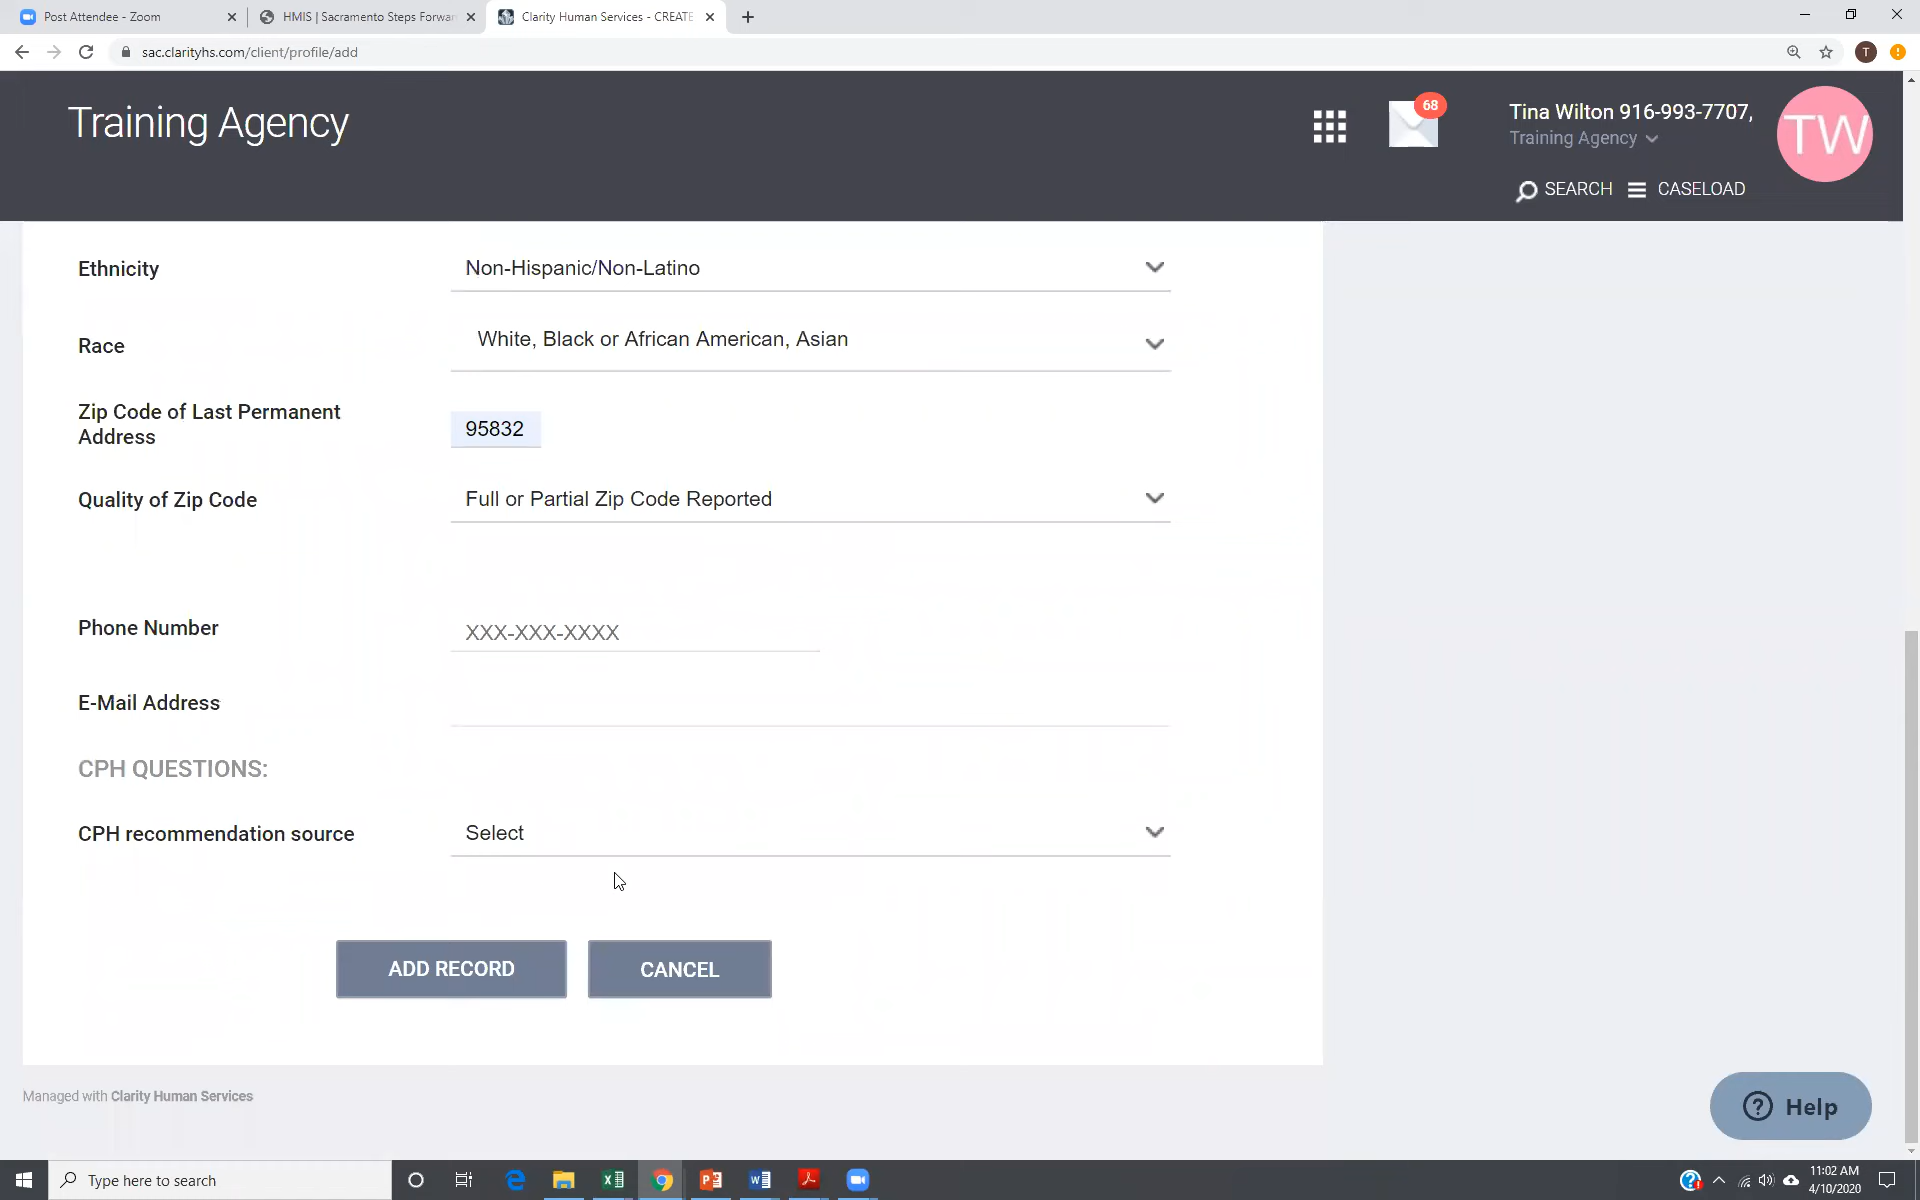 Post Attendee - Zoom
HMIS | Sacramento Steps Forwar
Clarity Human Services - CREATE
sac.clarityhs.com/client/profile/add
T
Training Agency
68
Tina Wilton 916-993-7707,
Training Agency
TW
SEARCH
CASELOAD
Ethnicity
Non-Hispanic/Non-Latino
Race
White, Black or African American, Asian
Zip Code of Last Permanent
Address
95832
Quality of Zip Code
Full or Partial Zip Code Reported
Phone Number
XXX-XXX-XXXX
E-Mail Address
CPH QUESTIONS:
CPH recommendation source
Select
ADD RECORD
CANCEL
Managed with Clarity Human Services
Help
Type here to search
11:02 AM
4/10/2020